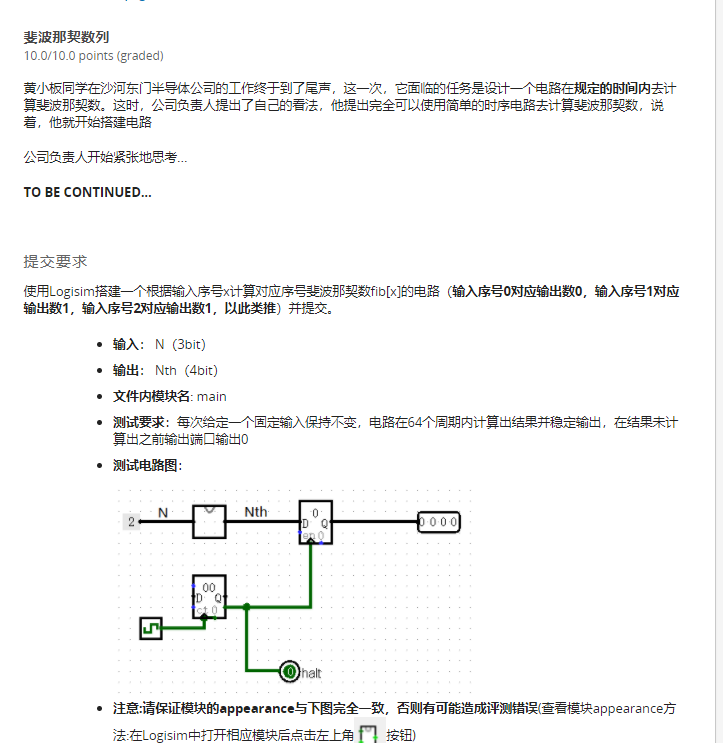 斐波那契数列
10.0/10.0 points (graded)
黄小板同学在沙河东门半导体公司的工作终于到了尾声，这一次，它面临的任务是设计一个电路在规定的时间内去计
算斐波那契数。这时，公司负责人提出了自己的看法，他提出完全可以使用简单的时序电路去计算斐波那契数，说
着，他就开始搭建电路
公司负责人开始紧张地思考...
TO BE CONTINUED...
提交要求
使用Logisim搭建一个根据输入序号x计算对应序号斐波那契数fib[x]的电路（输入序号0对应输出数0，输入序号1对应
输出数1，输入序号2对应输出数1，以此类推）并提交。
输入： N（3bit）
输出： Nth（4bit）
文件内模块名: main
测试要求：每次给定一个固定输入保持不变，电路在64个周期内计算出结果并稳定输出，在结果未计
算出之前输出端口输出0
测试电路图：
2 N Nth 0 D Q en 0 0 0 0 0
00 D Q ct 0
0 halt
注意:请保证模块的appearance与下图完全一致，否则有可能造成评测错误(查看模块appearance方
法:在Logisim中打开相应模块后点击左上角 按钮)